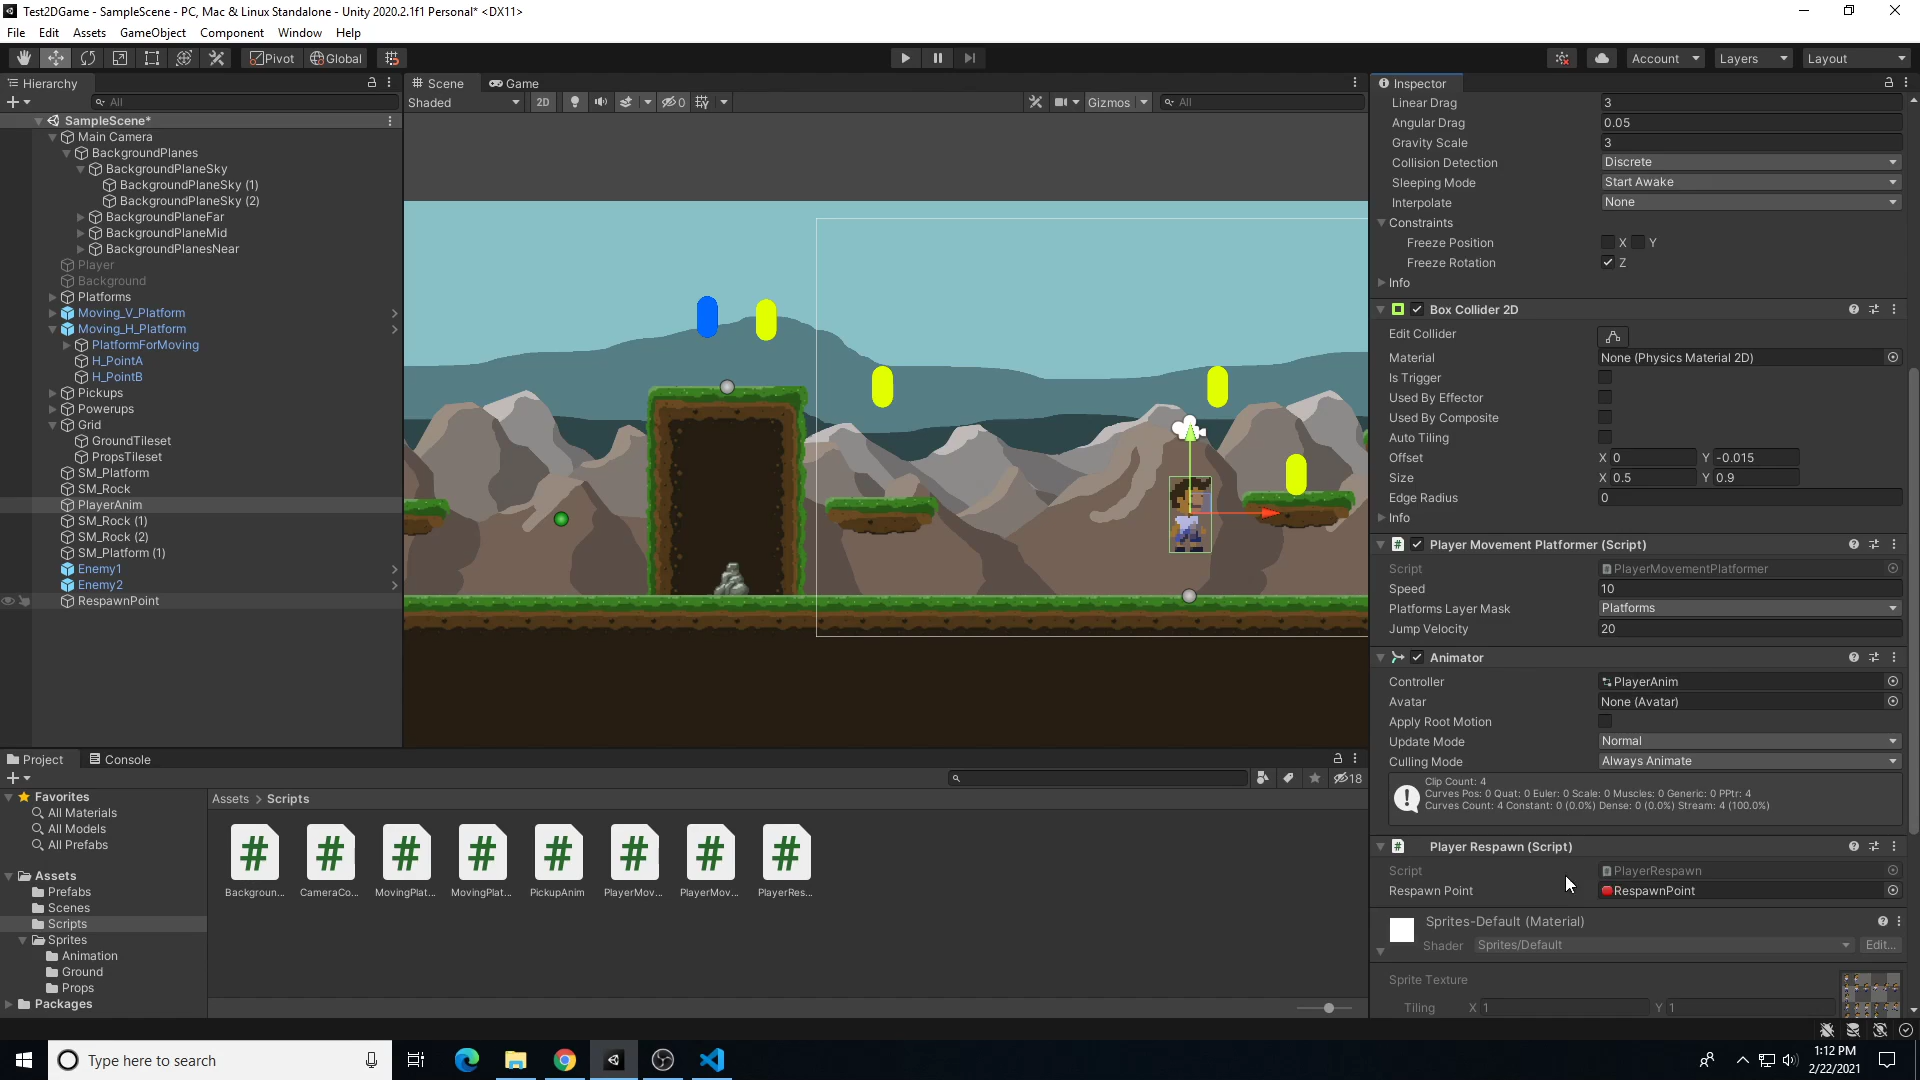 Test2DGame - SampleScene - PC, Mac & Linux Standalone - Unity 2020.2.1f1 Personal* <DX11>
File Edit Assets GameObject Component Window Help
Pivot Global Account Layers Layout
Hierarchy
All
SampleScene*
Main Camera
BackgroundPlanes
BackgroundPlaneSky
BackgroundPlaneSky (1)
BackgroundPlaneSky (2)
BackgroundPlaneFar
BackgroundPlaneMid
BackgroundPlanesNear
Player
Background
Platforms
Moving_V_Platform
Moving_H_Platform
PlatformForMoving
H_PointA
H_PointB
Pickups
Powerups
Grid
GroundTileset
PropsTileset
SM_Platform
SM_Rock
PlayerAnim
SM_Rock (1)
SM_Rock (2)
SM_Platform (1)
Enemy1
Enemy2
RespawnPoint
Scene Game
Shaded 2D 0 Gizmos All
Inspector
Linear Drag 3
Angular Drag 0.05
Gravity Scale 3
Collision Detection Discrete
Sleeping Mode Start Awake
Interpolate None
Constraints
Freeze Position X Y
Freeze Rotation Z
Info
Box Collider 2D
Edit Collider
Material None (Physics Material 2D)
Is Trigger
Used By Effector
Used By Composite
Auto Tiling
Offset X 0 Y -0.015
Size X 0.5 Y 0.9
Edge Radius 0
Info
# Player Movement Platformer (Script)
Script PlayerMovementPlatformer
Speed 10
Platforms Layer Mask Platforms
Jump Velocity 20
Animator
Controller PlayerAnim
Avatar None (Avatar)
Apply Root Motion
Update Mode Normal
Culling Mode Always Animate
Clip Count: 4
Curves Pos: 0 Quat: 0 Euler: 0 Scale: 0 Muscles: 0 Generic: 0 PPtr: 4
Curves Count: 4 Constant: 0 (0.0%) Dense: 0 (0.0%) Stream: 4 (100.0%)
# Player Respawn (Script)
Script PlayerRespawn
Respawn Point RespawnPoint
Sprites-Default (Material)
Shader Sprites/Default Edit...
Sprite Texture
Tiling X 1 Y 1
Project Console
18
Favorites
All Materials
All Models
All Prefabs
Assets
Prefabs
Scenes
Scripts
Sprites
Animation
Ground
Props
Packages
Assets > Scripts
# # # # # # # #
Backgroun... CameraCo... MovingPlat... MovingPlat... PickupAnim PlayerMov... PlayerMov... PlayerRes...
Type here to search
1:12 PM
2/22/2021